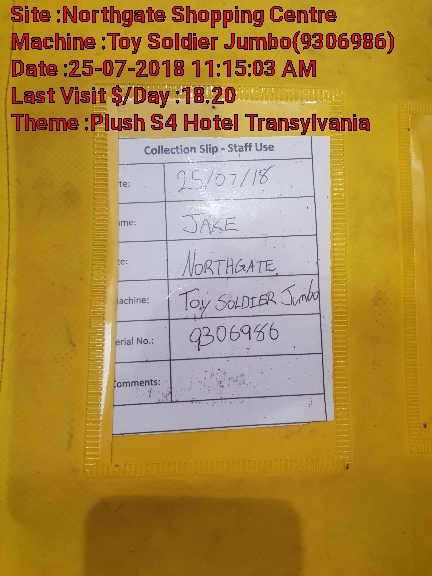 Site :Northgate Shopping Centre
Machine :Toy Soldier Jumbo(9306986)
Date :25-07-2018 11:15:03 AM
Last Visit $/Day :18.20
Theme :Plush S4 Hotel Transylvania
Collection Slip - Staff Use
te: 25/07/18
me: JAKE
te: NORTHGATE
achine: Toy SOLDIER Jumbo
erial No.: 9306986
Comments: